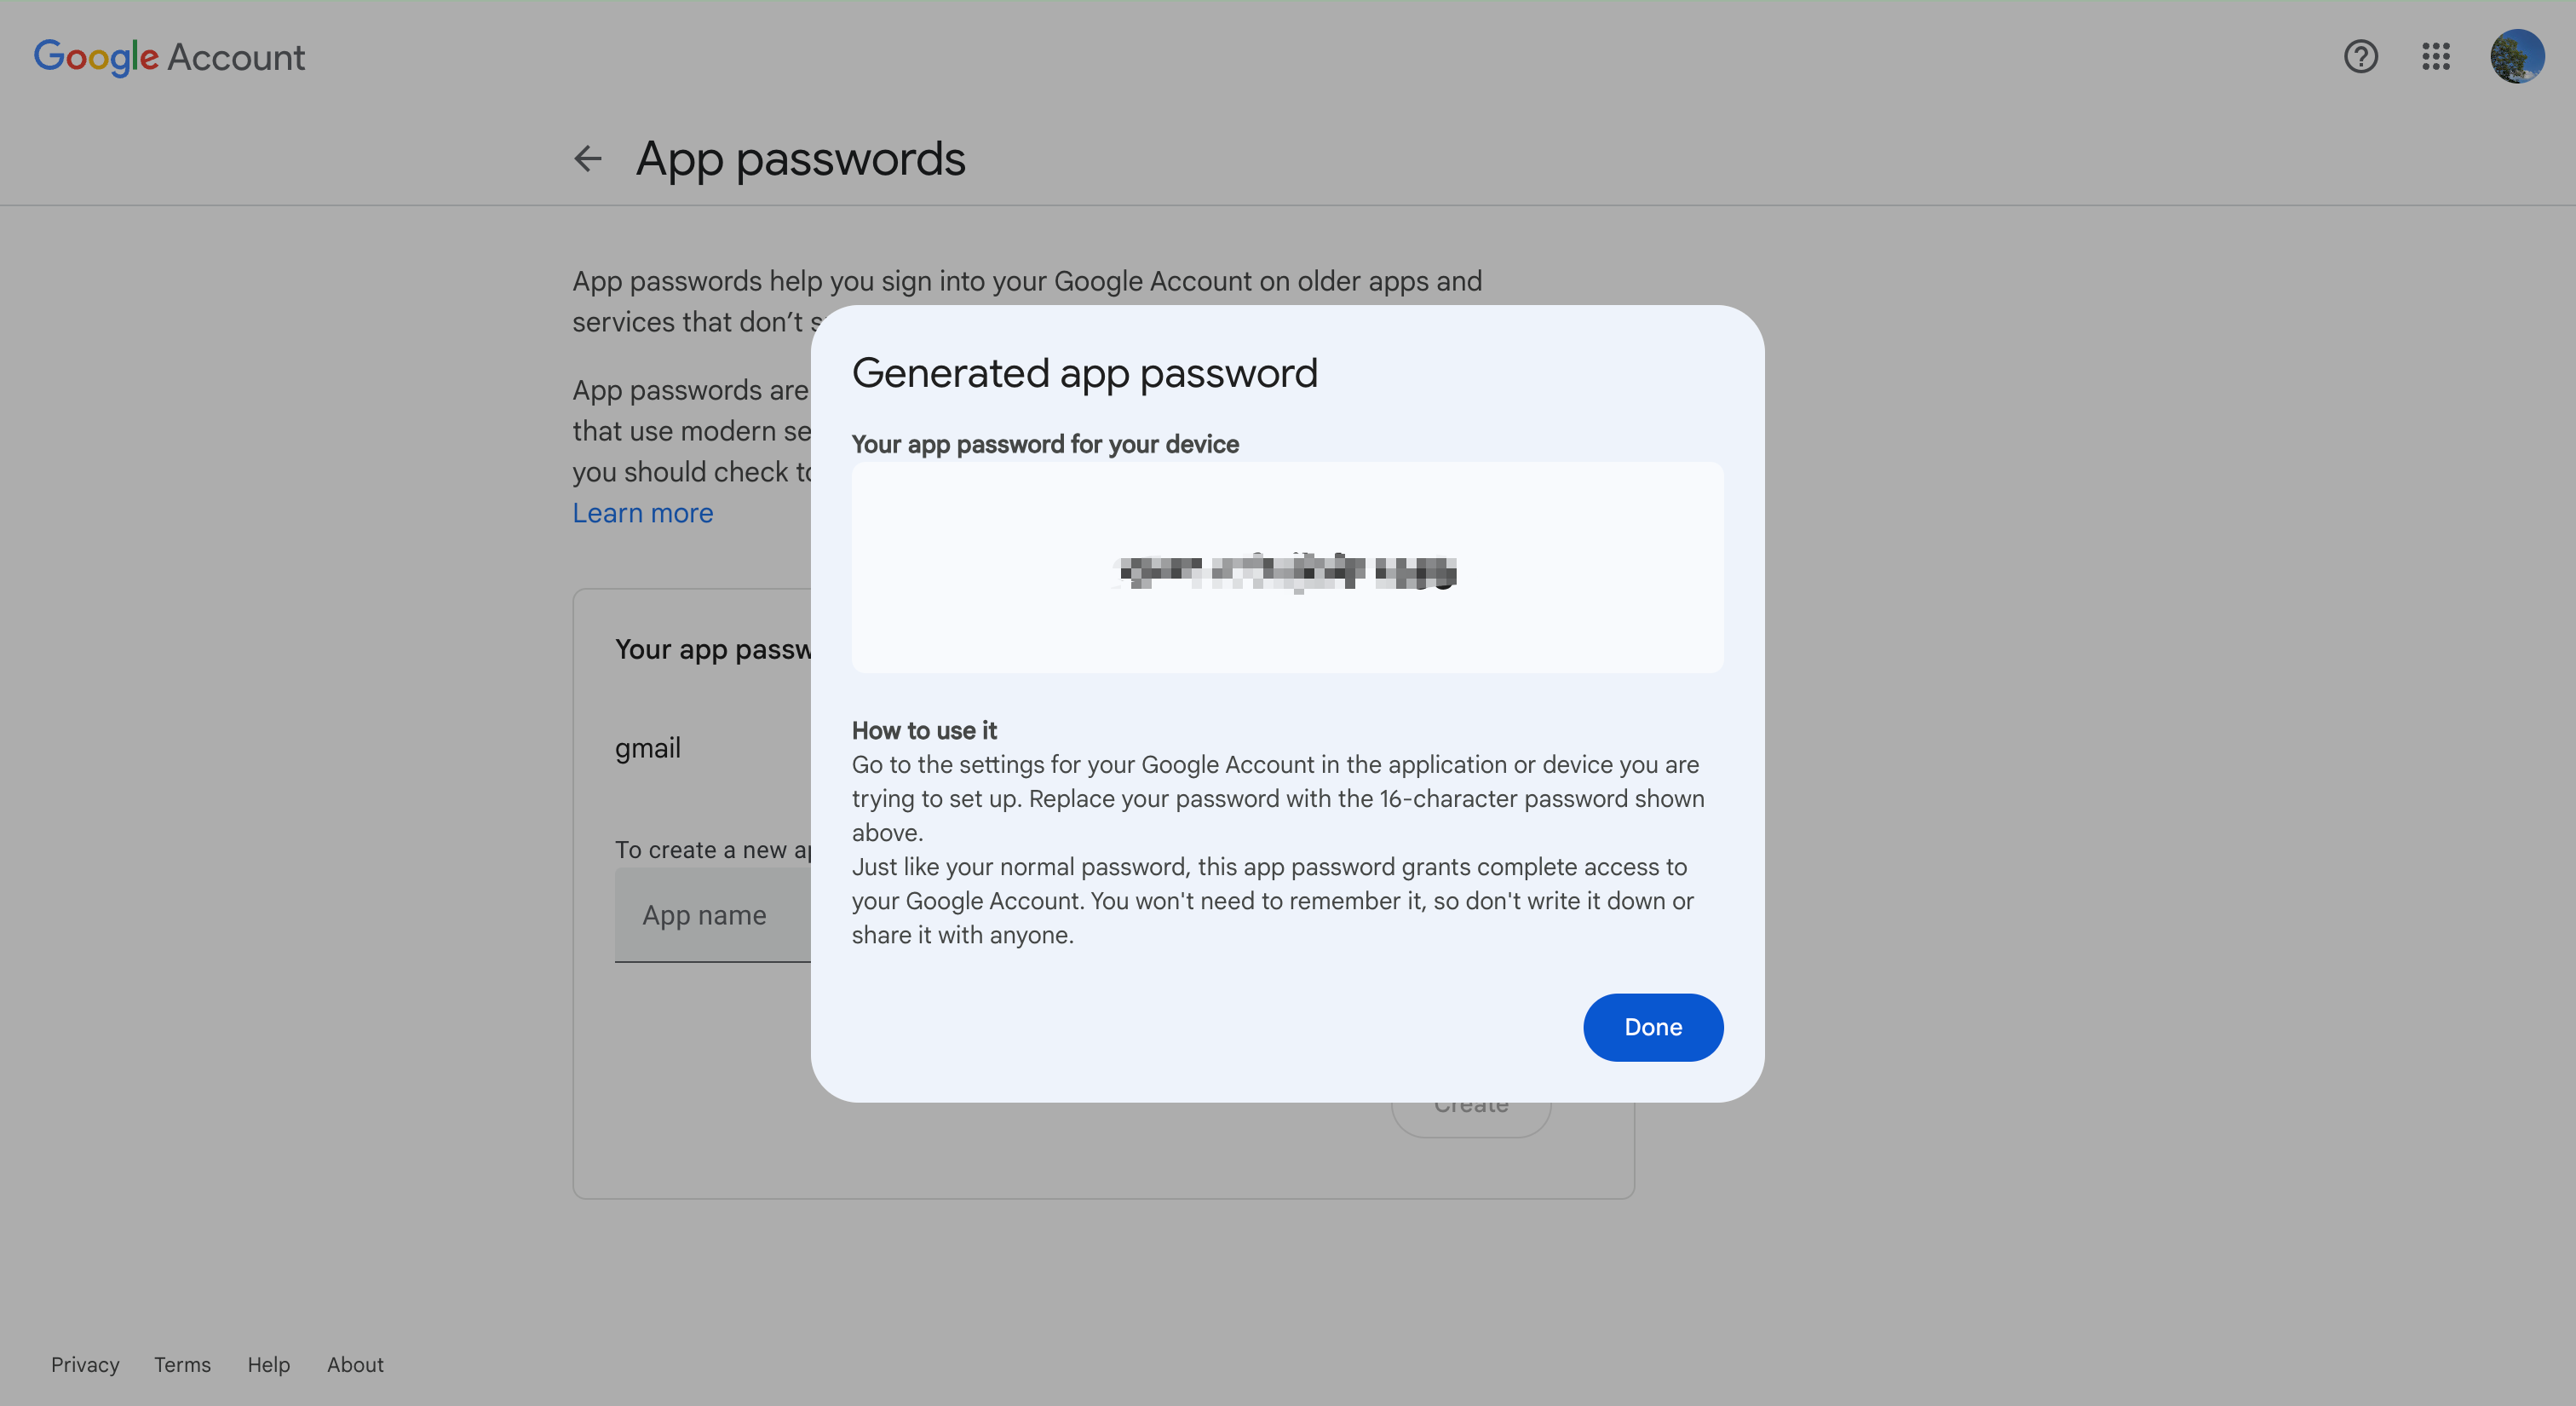 Google Account
App passwords
App passwords help you sign into your Google Account on older apps and
services that don’t
App passwords are
that use modern
you should check
Learn more
Your app
gmail
To create a new
App name
Create
Generated app password
Your app password for your device
How to use it
Go to the settings for your Google Account in the application or device you are
trying to set up. Replace your password with the 16-character password shown
above.
Just like your normal password, this app password grants complete access to
your Google Account. You won't need to remember it, so don't write it down or
share it with anyone.
Done
Privacy Terms Help About